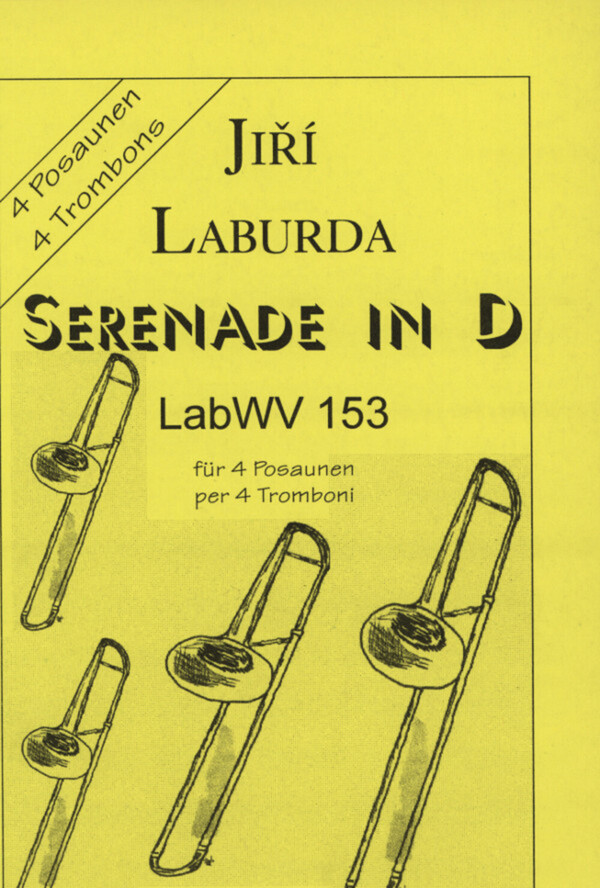 4 Posaunen
4 Trombons
JIŘÍ
LABURDA
SERENADE IN D
LabWV 153
für 4 Posaunen
per 4 Tromboni